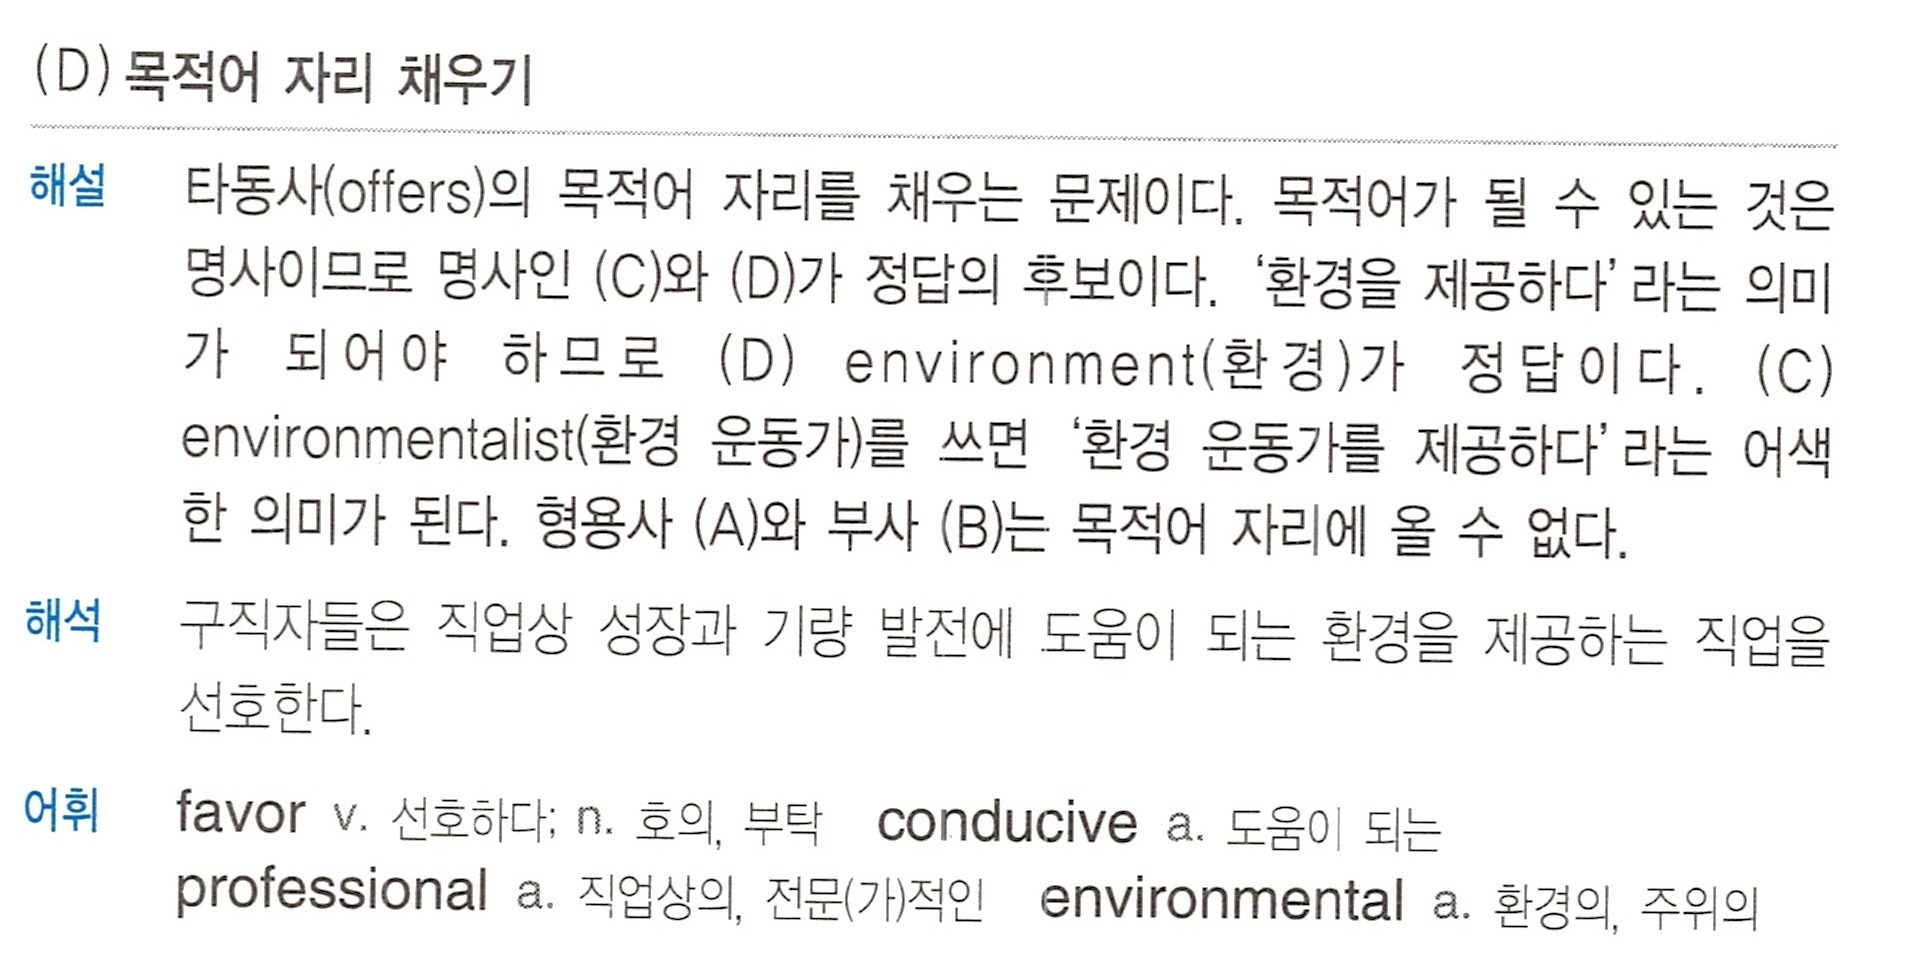 (D) 목적어 자리 채우기
해설 타동사(offers)의 목적어 자리를 채우는 문제이다. 목적어가 될 수 있는 것은
명사이므로 명사인 (C)와 (D)가 정답의 후보이다. ‘환경을 제공하다’라는 의미
가 되어야 하므로 (D) environment(환경)가 정답이다. (C)
environmentalist(환경 운동가)를 쓰면 ‘환경 운동가를 제공하다’라는 어색
한 의미가 된다. 형용사 (A)와 부사 (B)는 목적어 자리에 올 수 없다.
해석 구직자들은 직업상 성장과 기량 발전에 도움이 되는 환경을 제공하는 직업을
선호한다.
어휘 favor v. 선호하다; n. 호의, 부탁 conducive a. 도움이 되는
professional a. 직업상의, 전문(가)적인 environmental a. 환경의, 주위의